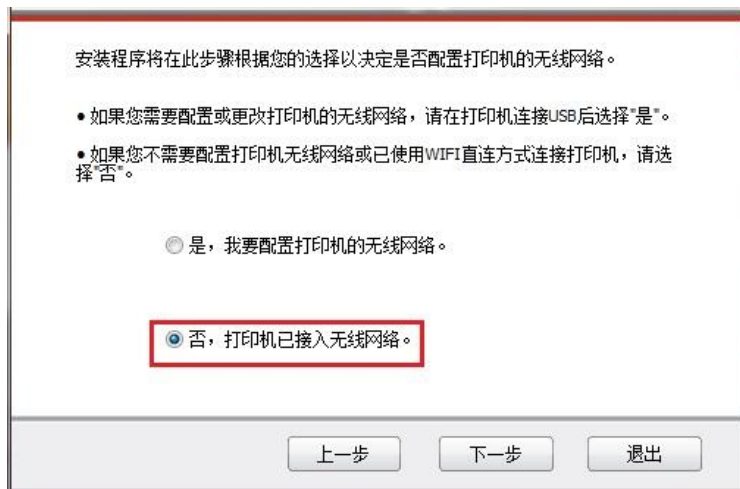 安装程序将在此步骤根据您的选择以决定是否配置打印机的无线网络。
•如果您需要配置或更改打印机的无线网络，请在打印机连接USB后选择"是"。
•如果您不需要配置打印机无线网络或已使用WIFI直连方式连接打印机，请选
择"否"。
是，我要配置打印机的无线网络。
否，打印机已接入无线网络。
上一步 下一步 退出